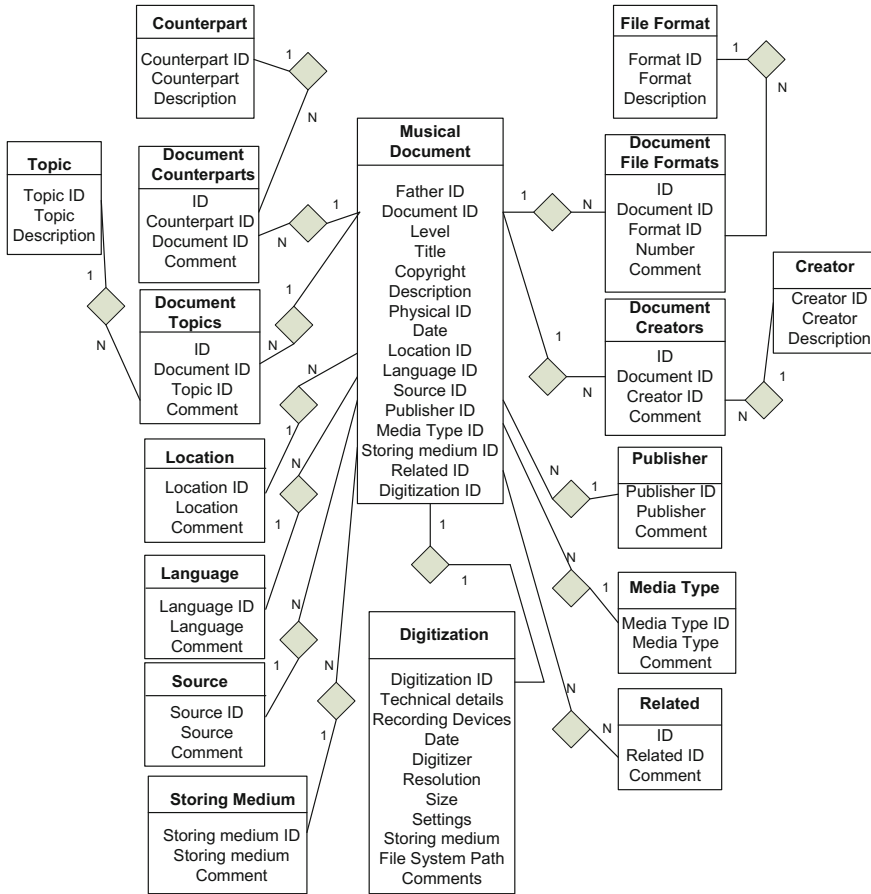 Counterpart
Counterpart ID
Counterpart
Description
1
N
File Format
Format ID
Format
Description
1
N
Topic
Topic ID
Topic
Description
1
N
Document
Counterparts
ID
Counterpart ID
Document ID
Comment
N
1
Musical
Document
Father ID
Document ID
Level
Title
Copyright
Description
Physical ID
Date
Location ID
Language ID
Source ID
Publisher ID
Media Type ID
Storing medium ID
Related ID
Digitization ID
1
N
Document
File Formats
ID
Document ID
Format ID
Number
Comment
Document
Topics
ID
Document ID
Topic ID
Comment
1
N
Document
Creators
ID
Document ID
Creator ID
Comment
1
N
Creator
Creator ID
Creator
Description
1
N
Location
Location ID
Location
Comment
N
1
Publisher
Publisher ID
Publisher
Comment
N
1
Language
Language ID
Language
Comment
N
1
Media Type
Media Type ID
Media Type
Comment
N
1
Source
Source ID
Source
Comment
N
1
Related
ID
Related ID
Comment
N
N
Storing Medium
Storing medium ID
Storing medium
Comment
N
1
Digitization
Digitization ID
Technical details
Recording Devices
Date
Digitizer
Resolution
Size
Settings
Storing medium
File System Path
Comments
1
1